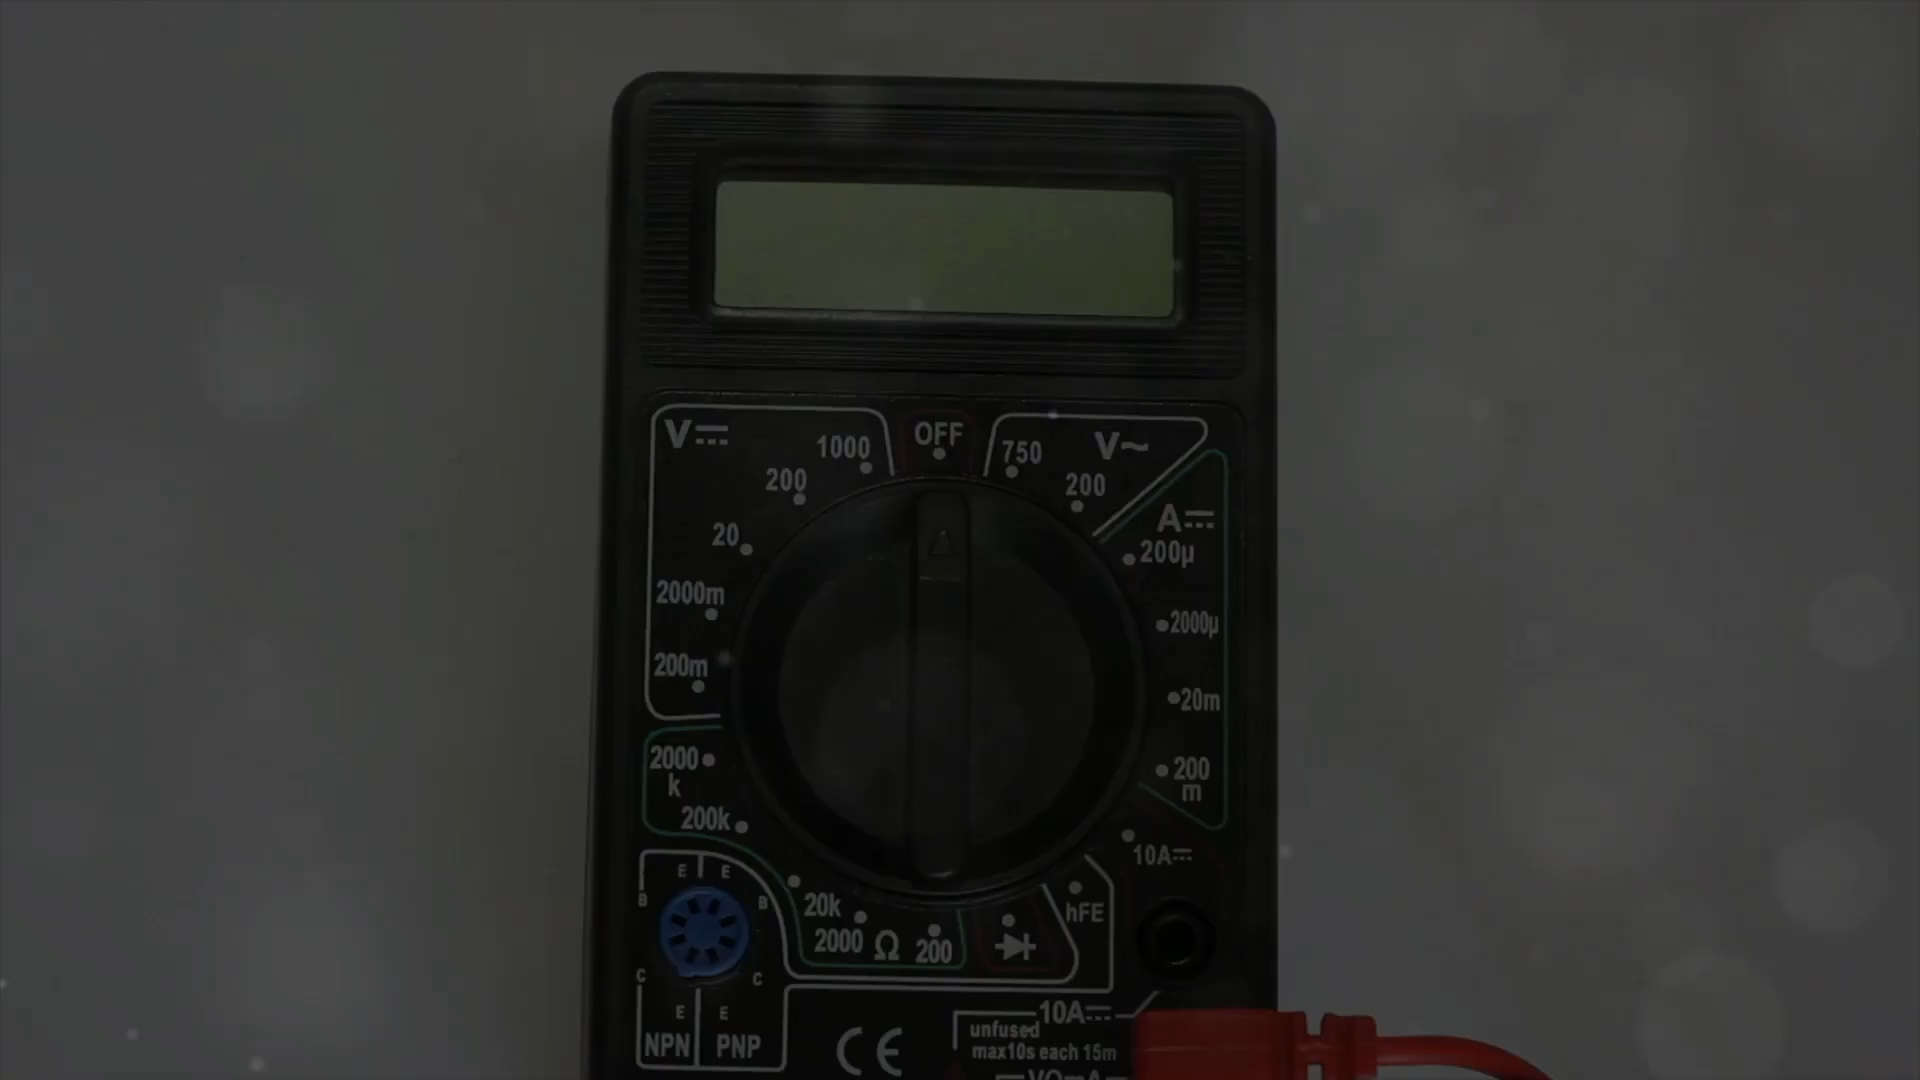 V⎓ 1000 OFF 750 V~
200 200
20 A⎓
200µ
2000m 2000µ
200m 20m
2000 k 200 m
200k 10A⎓
E E
B B 20k hFE
2000 Ω 200
C C
E E 10A⎓
unfused
NPN PNP CE max10s each 15m